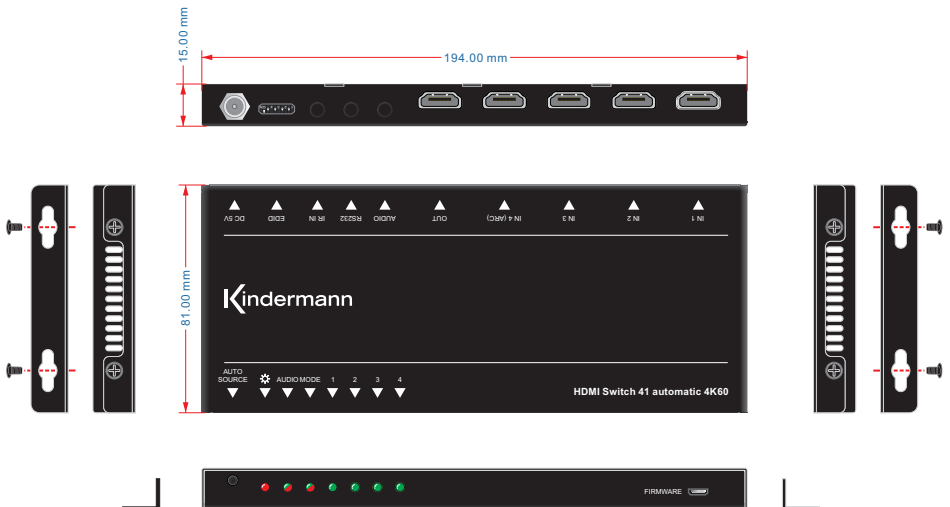 15.00 mm
194.00 mm
DC 5V
EDID
IR IN
RS232
AUDIO
OUT
IN 4 (ARC)
IN 3
IN 2
IN 1
81.00 mm
Kindermann
AUTO
SOURCE
AUDIO MODE 1 2 3 4
HDMI Switch 41 automatic 4K60
FIRMWARE